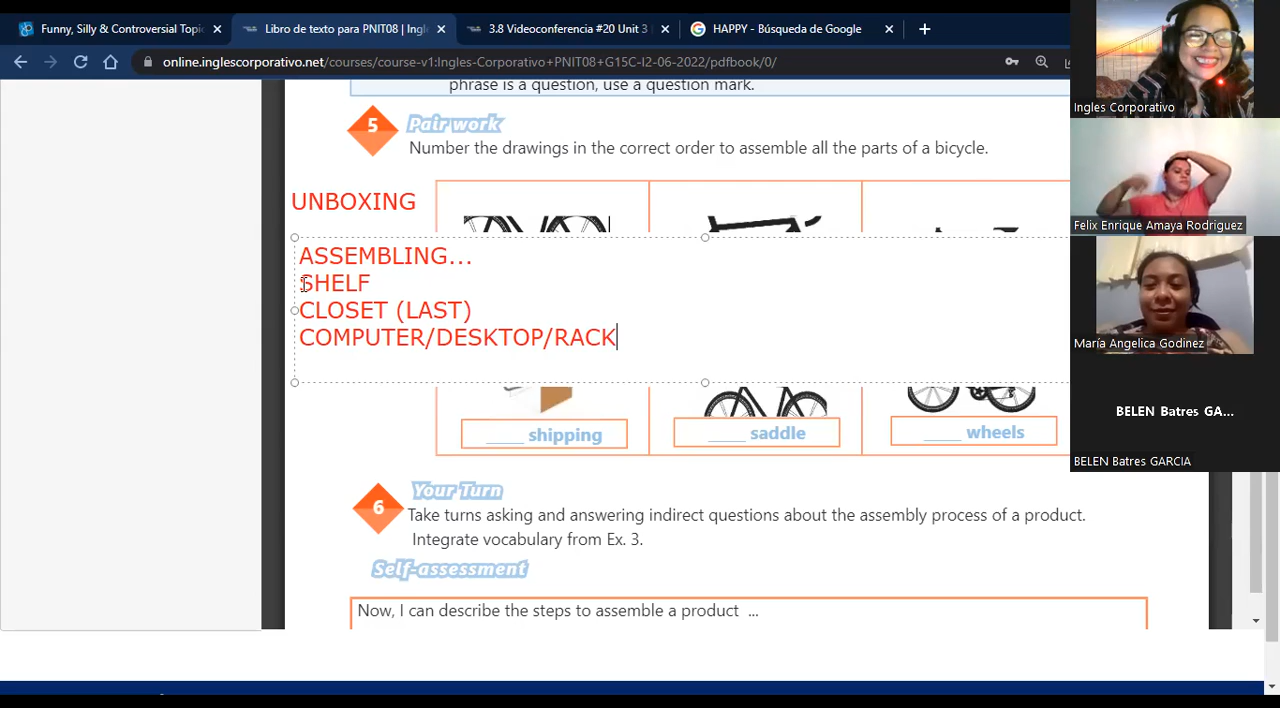 Funny, Silly & Controversial Topi
Libro de texto para PNIT08 | Ingl
3.8 Videoconferencia #20 Unit 3
HAPPY - Búsqueda de Google
online.inglescorporativo.net/courses/course-v1:Ingles-Corporativo+PNIT08+G15C-I2-06-2022/pdfbook/0/
phrase is a question, use a question mark.
5 Pair work
Number the drawings in the correct order to assemble all the parts of a bicycle.
UNBOXING
ASSEMBLING...
SHELF
CLOSET (LAST)
COMPUTER/DESKTOP/RACK
____ shipping
____ saddle
____ wheels
6 Your Turn
Take turns asking and answering indirect questions about the assembly process of a product.
Integrate vocabulary from Ex. 3.
Self-assessment
Now, I can describe the steps to assemble a product ...
Ingles Corporativo
Felix Enrique Amaya Rodriguez
María Angelica Godinez
BELEN Batres GA...
BELEN Batres GARCIA